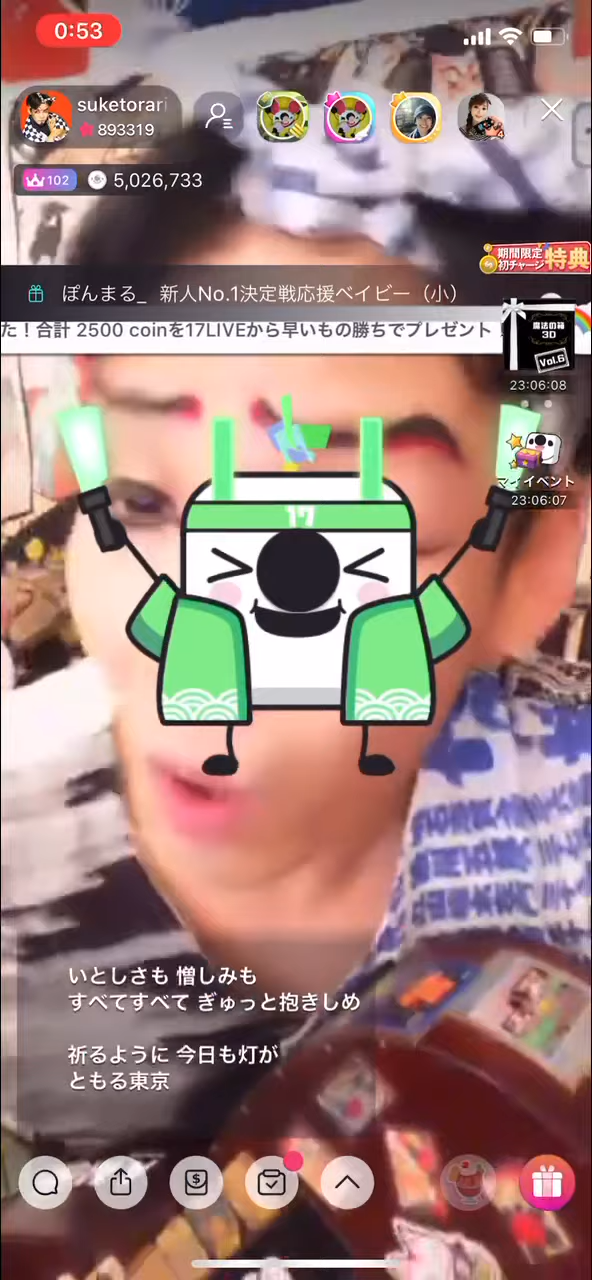 0:53
suketorari
893319
102
5,026,733
期間限定
初チャージ
特典
ぽんまる_ 新人No.1決定戦応援ベイビー（小）
た！合計 2500 coinを17LIVEから早いもの勝ちでプレゼント！
魔法の箱
3D
Vol.6
23:06:08
マイイベント
23:06:07
17
いとしさも 憎しみも
すべてすべて ぎゅっと抱きしめ
祈るように 今日も灯が
ともる東京